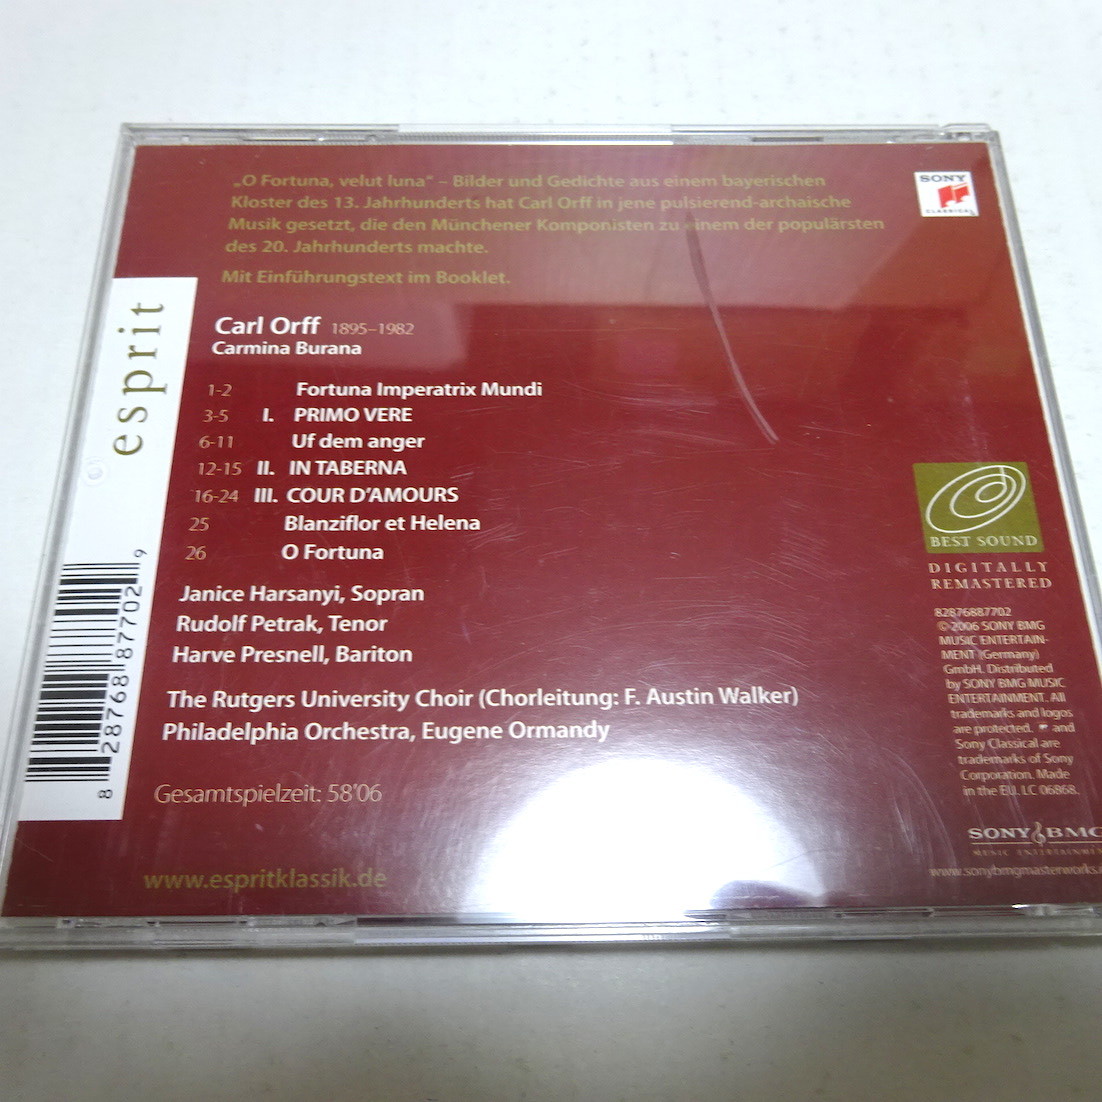 „O Fortuna, velut luna“ – Bilder und Gedichte aus einem bayerischen
Kloster des 13. Jahrhunderts hat Carl Orff in jene pulsierend-archaische
Musik gesetzt, die den Münchener Komponisten zu einem der populärsten
des 20. Jahrhunderts machte.
Mit Einführungstext im Booklet.
SONY
CLASSICAL
esprit
Carl Orff 1895–1982
Carmina Burana
1-2 Fortuna Imperatrix Mundi
3-5 I. PRIMO VERE
6-11 Uf dem anger
12-15 II. IN TABERNA
16-24 III. COUR D'AMOURS
25 Blanziflor et Helena
26 O Fortuna
Janice Harsanyi, Sopran
Rudolf Petrak, Tenor
Harve Presnell, Bariton
The Rutgers University Choir (Chorleitung: F. Austin Walker)
Philadelphia Orchestra, Eugene Ormandy
Gesamtspielzeit: 58'06
www.espritklassik.de
8 28768 87702 9
BEST SOUND
DIGITALLY
REMASTERED
82876887702
© 2006 SONY BMG
MUSIC ENTERTAIN-
MENT (Germany)
GmbH. Distributed
by SONY BMG MUSIC
ENTERTAINMENT. All
trademarks and logos
are protected. and
Sony Classical are
trademarks of Sony
Corporation. Made
in the EU. LC 06868.
SONY BMG
MUSIC ENTERTAINMENT
www.sonybmgmasterworks.